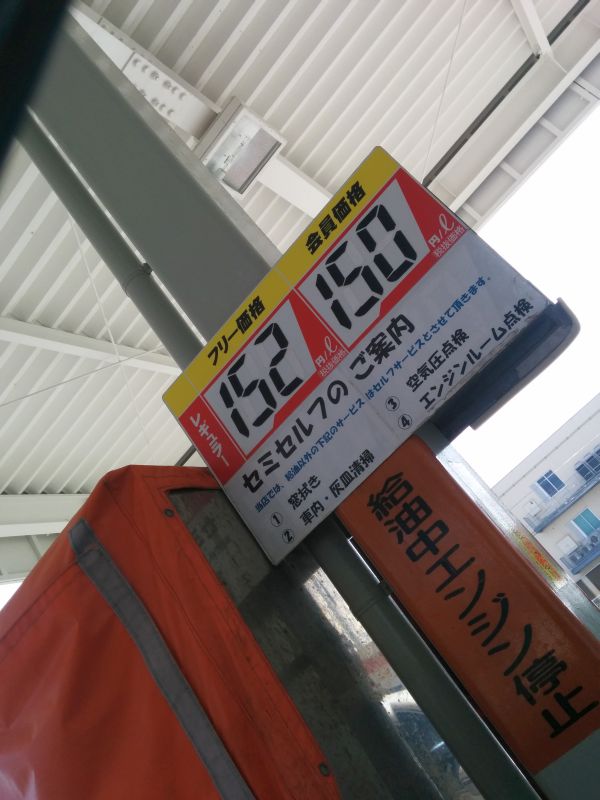 フリー価格
会員価格
レギュラー
152
円/ℓ
税抜価格
150
円/ℓ
税抜価格
セミセルフのご案内
当店では、給油以外の下記のサービスはセルフサービスとさせて頂きます。
① 窓拭き
② 車内・灰皿清掃
③ 空気圧点検
④ エンジンルーム点検
給油中エンジン停止